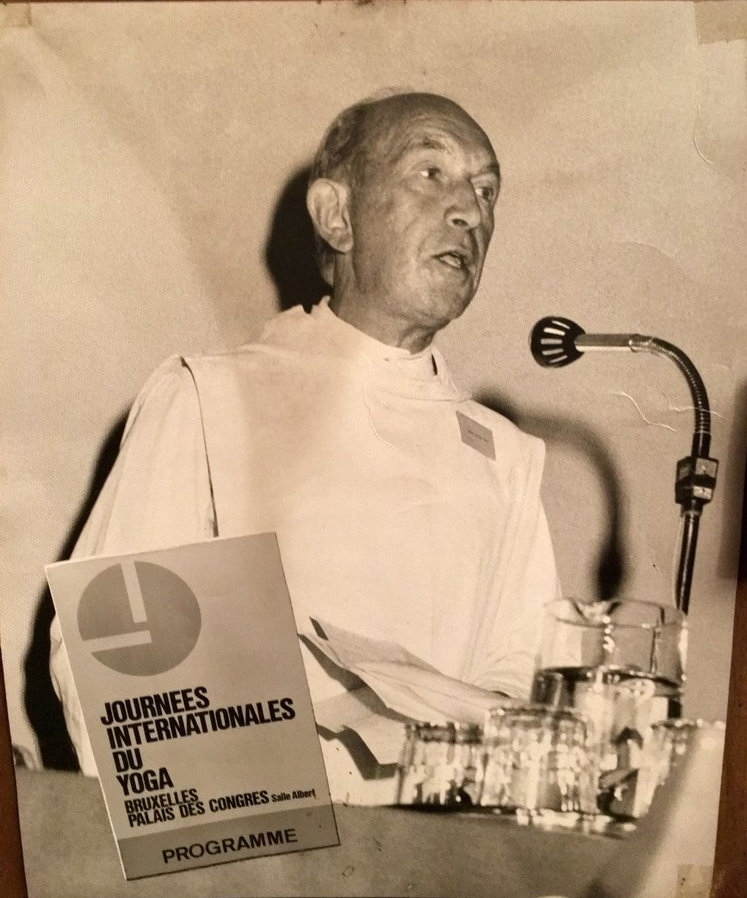 JOURNEES
INTERNATIONALES
DU
YOGA
BRUXELLES
PALAIS DES CONGRES Salle Albert
PROGRAMME